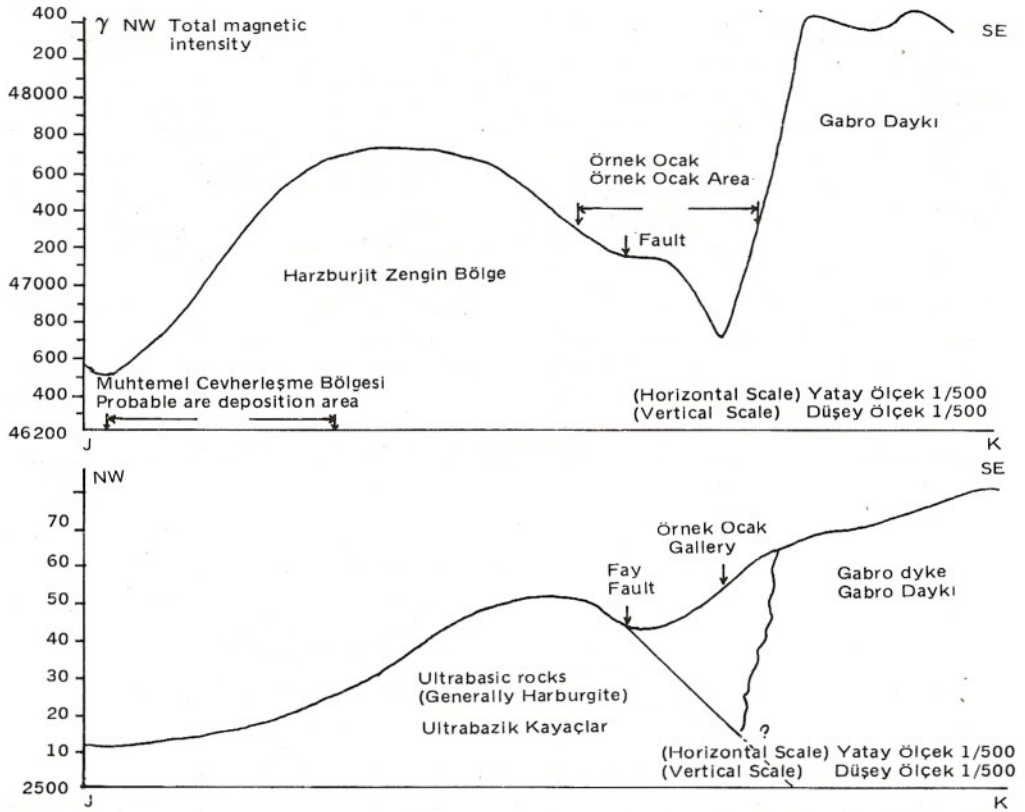 γ NW Total magnetic
intensity
SE
400
200
48000
800
600
400
200
47000
800
600
400
46200
Gabro Daykı
Örnek Ocak
Örnek Ocak Area
Fault
Harzburjit Zengin Bölge
Muhtemel Cevherleşme Bölgesi
Probable are deposition area
(Horizontal Scale) Yatay Ölçek 1/500
(Vertical Scale) Düşey Ölçek 1/500
J
K
NW
SE
70
60
50
40
30
20
10
2500
Örnek Ocak
Gallery
Fay
Fault
Gabro dyke
Gabro Daykı
Ultrabasic rocks
(Generally Harburgite)
Ultrabazik Kayaçlar
?
(Horizontal Scale) Yatay Ölçek 1/500
(Vertical Scale) Düşey Ölçek 1/500
J
K